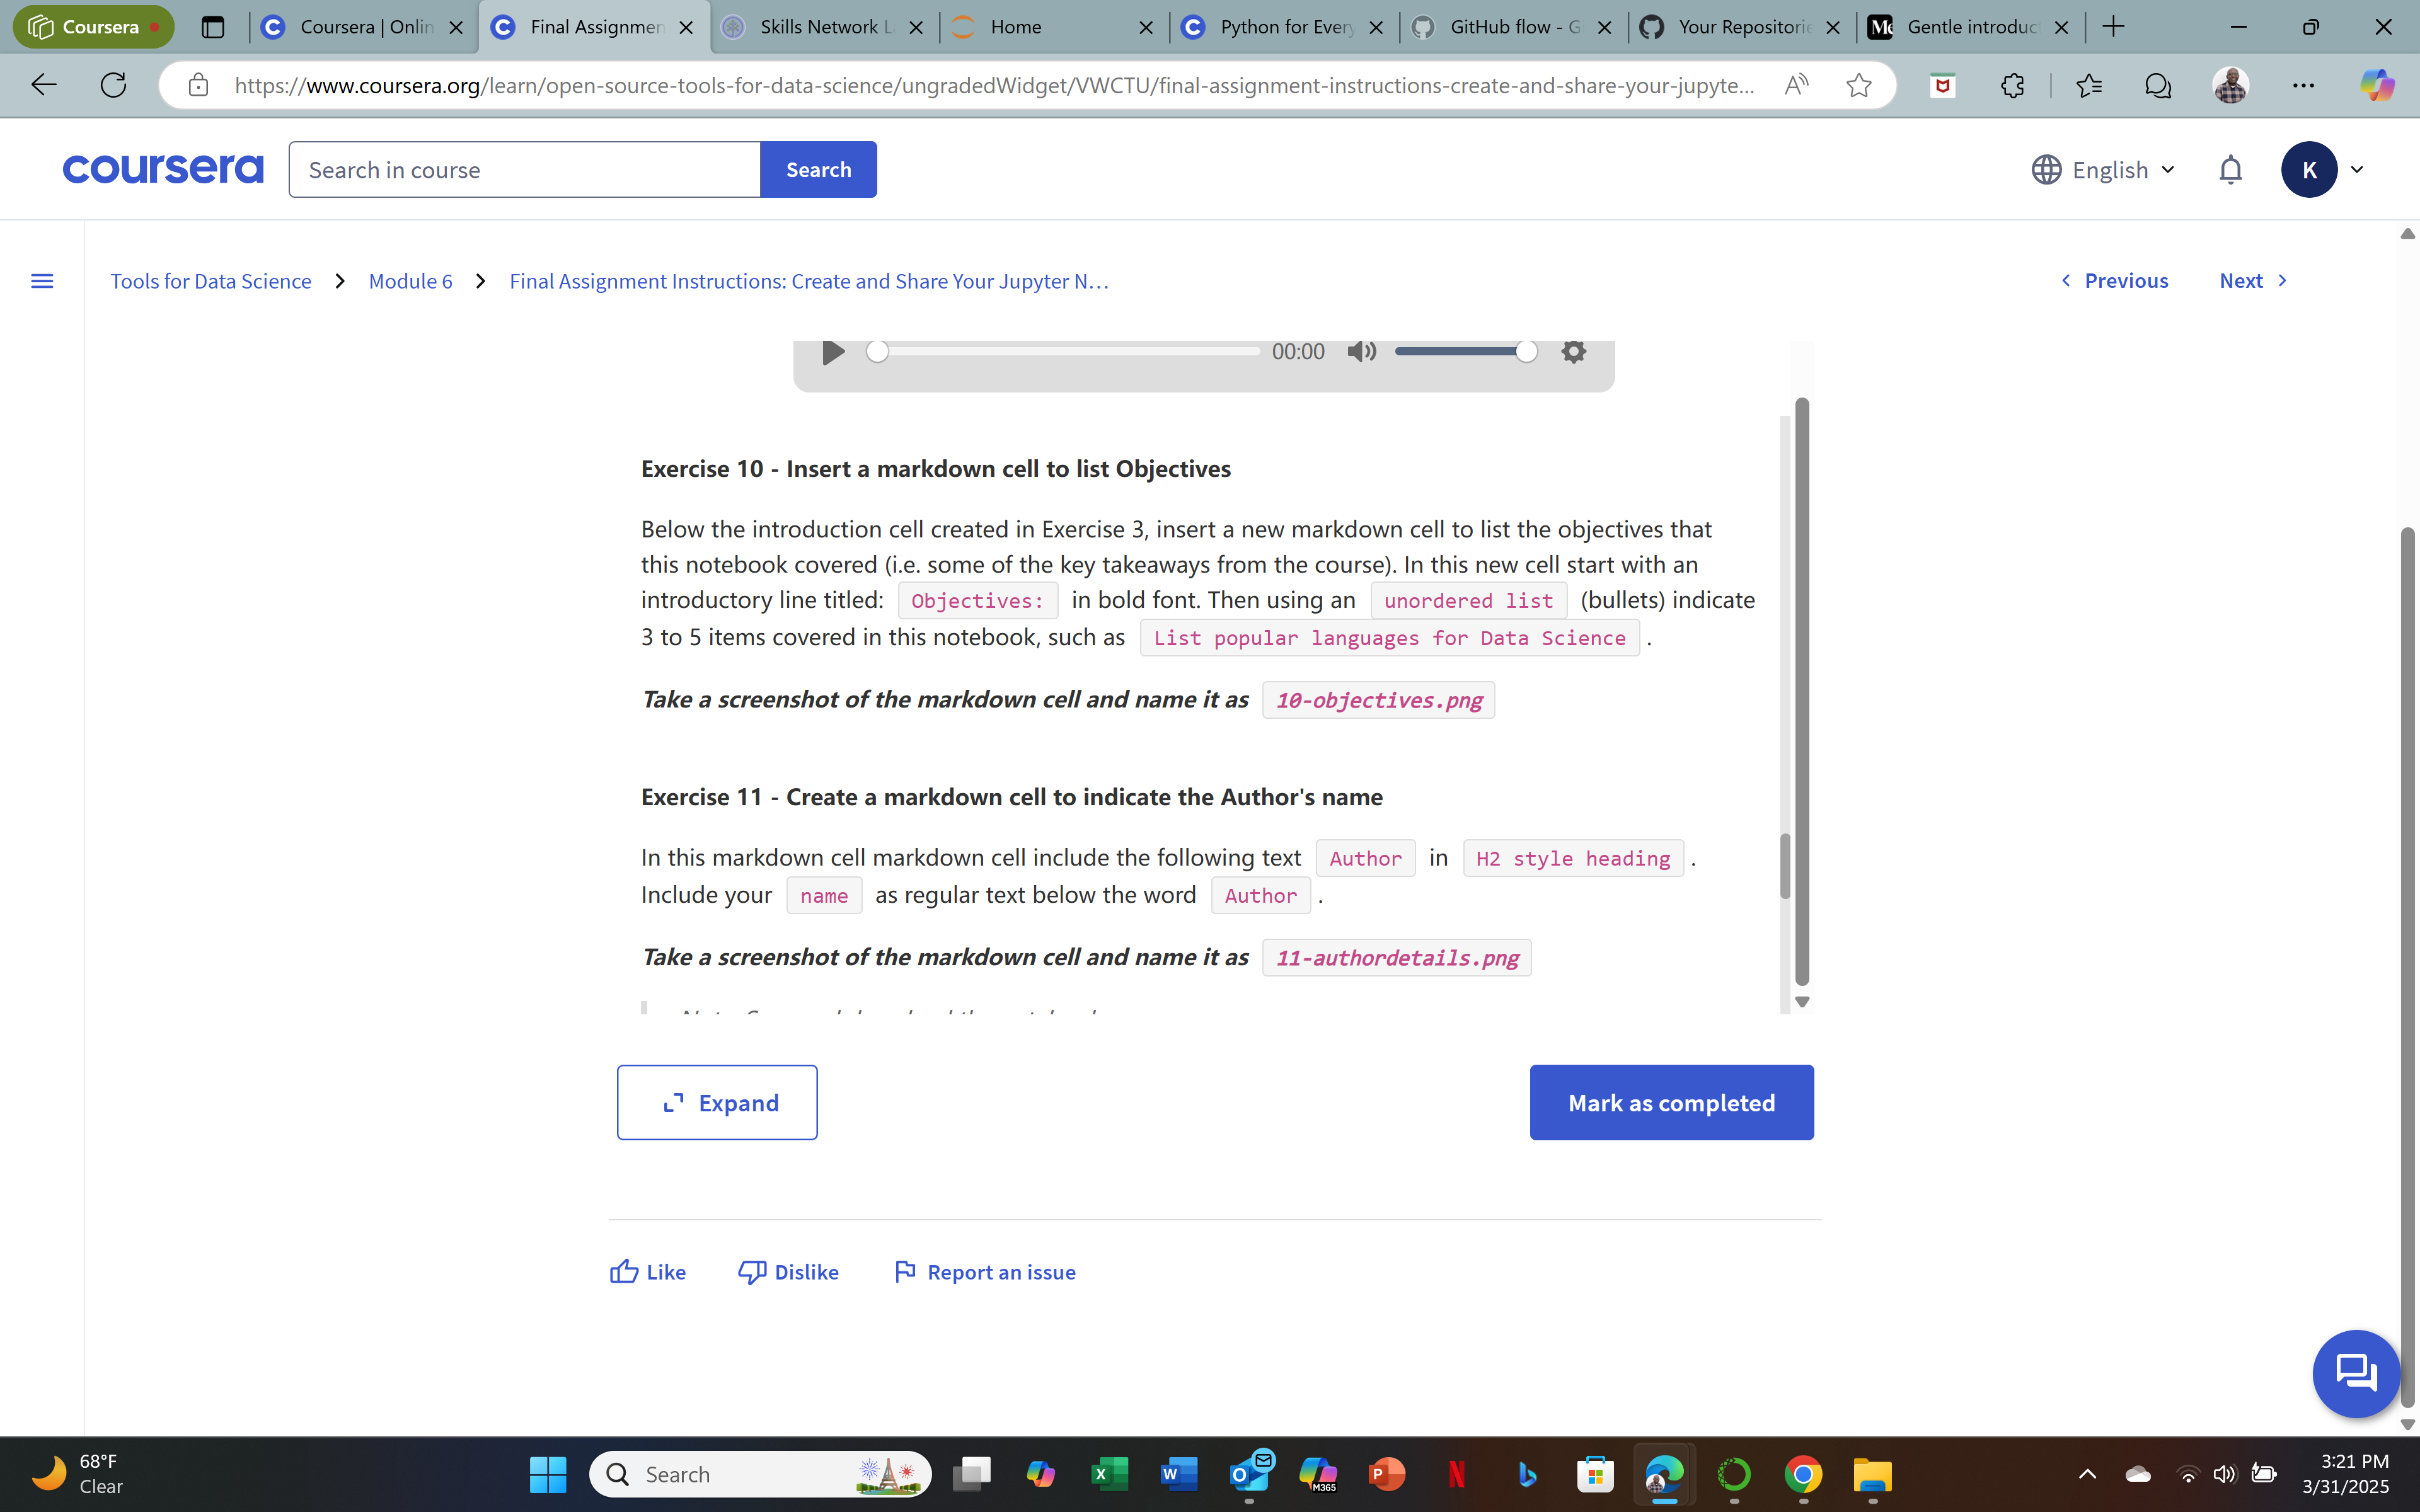 Coursera
Coursera | Onlin
Final Assignmen
Skills Network L
Home
Python for Every
GitHub flow - G
Your Repositorie
Gentle introduc
https://www.coursera.org/learn/open-source-tools-for-data-science/ungradedWidget/VWCTU/final-assignment-instructions-create-and-share-your-jupyte...
coursera
Search in course
Search
English
K
Tools for Data Science
Module 6
Final Assignment Instructions: Create and Share Your Jupyter N...
Previous
Next
00:00
Exercise 10 - Insert a markdown cell to list Objectives
Below the introduction cell created in Exercise 3, insert a new markdown cell to list the objectives that
this notebook covered (i.e. some of the key takeaways from the course). In this new cell start with an
introductory line titled: Objectives: in bold font. Then using an unordered list (bullets) indicate
3 to 5 items covered in this notebook, such as List popular languages for Data Science .
Take a screenshot of the markdown cell and name it as 10-objectives.png
Exercise 11 - Create a markdown cell to indicate the Author's name
In this markdown cell markdown cell include the following text Author in H2 style heading .
Include your name as regular text below the word Author .
Take a screenshot of the markdown cell and name it as 11-authordetails.png
Expand
Mark as completed
Like
Dislike
Report an issue
68°F
Clear
Search
M365
3:21 PM
3/31/2025